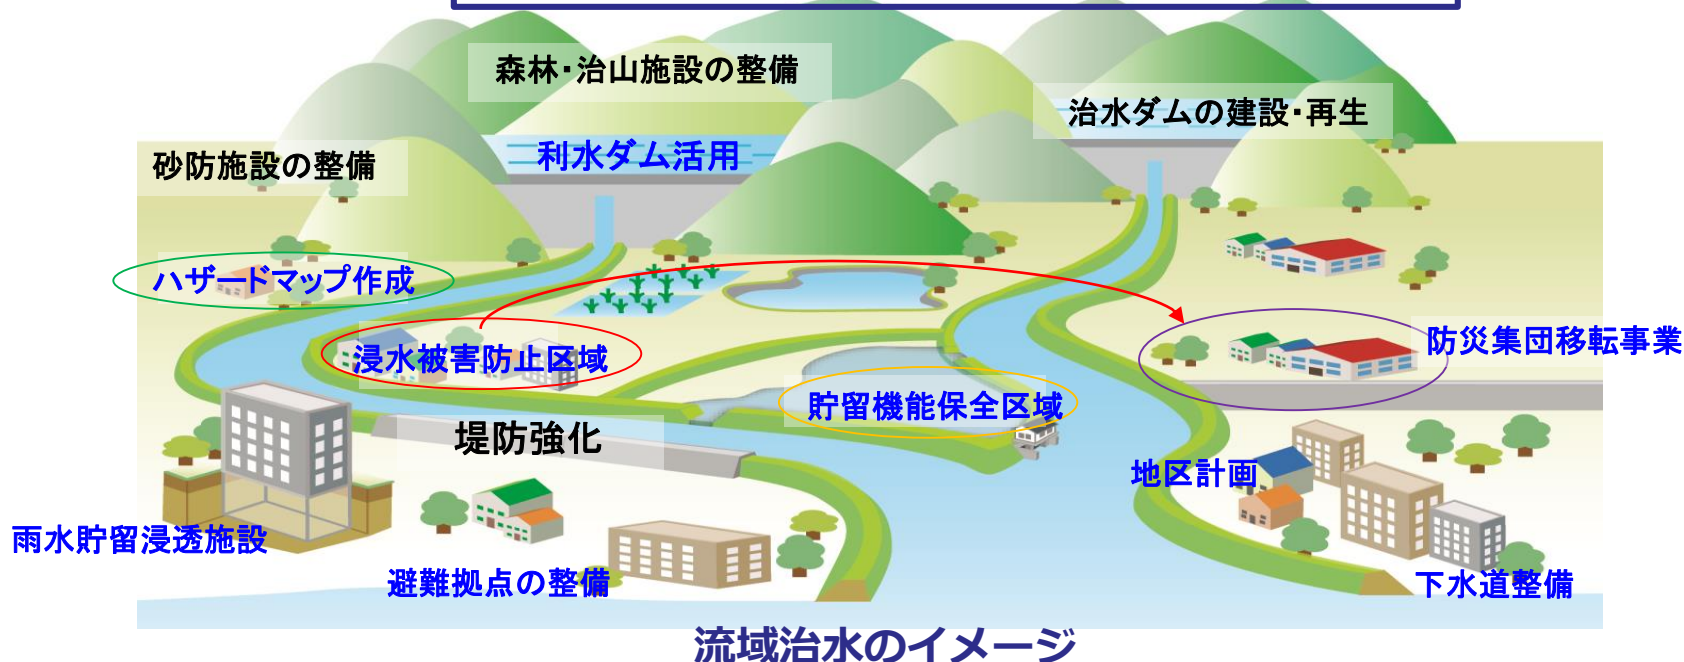 森林・治山施設の整備
治水ダムの建設・再生
利水ダム活用
砂防施設の整備
ハザードマップ作成
浸水被害防止区域
防災集団移転事業
貯留機能保全区域
堤防強化
地区計画
雨水貯留浸透施設
避難拠点の整備
下水道整備
流域治水のイメージ